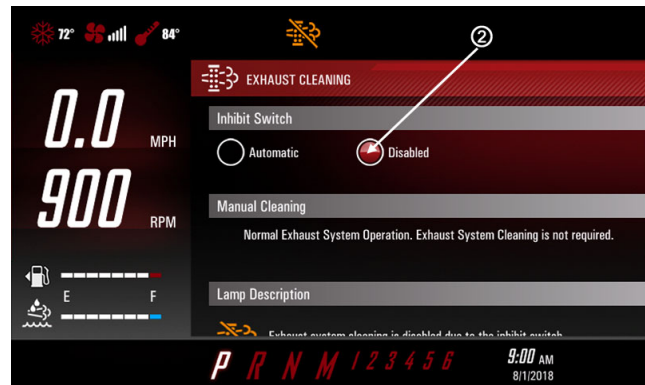 72° 84°
②
EXHAUST CLEANING
Inhibit Switch
Automatic Disabled
0.0 MPH
900 RPM
Manual Cleaning
Normal Exhaust System Operation. Exhaust System Cleaning is not required.
E F
Lamp Description
Exhaust system cleaning is disabled due to the inhibit switch
P R N M 1 2 3 4 5 6
9:00 AM
8/1/2018